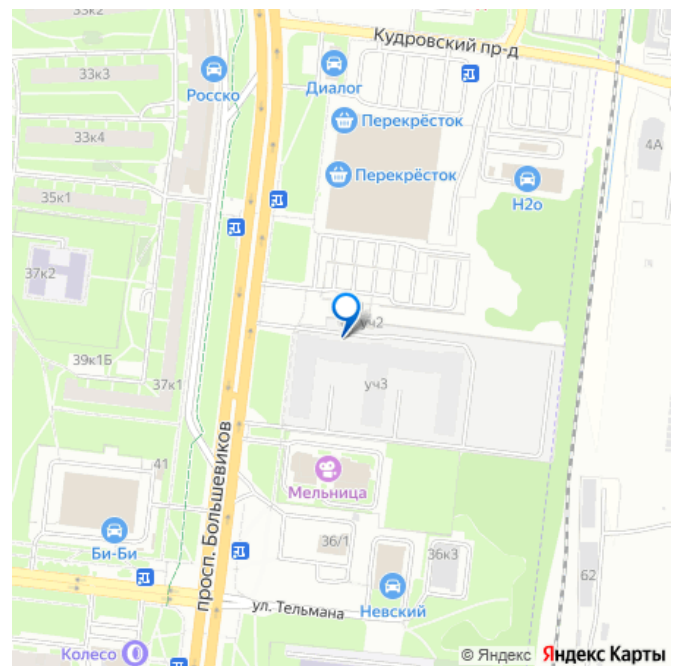 35к2
Кудровский пр-д
33к3
Росско
Диалог
Перекрёсток
33к4
4А
Перекрёсток
35к1
Н2о
37к2
уч2
39к1Б
37к1
уч3
просп. Большевиков
41
Мельница
Би-Би
36/1
36к3
62
ул. Тельмана
Невский
Колесо
© Яндекс Яндекс Карты